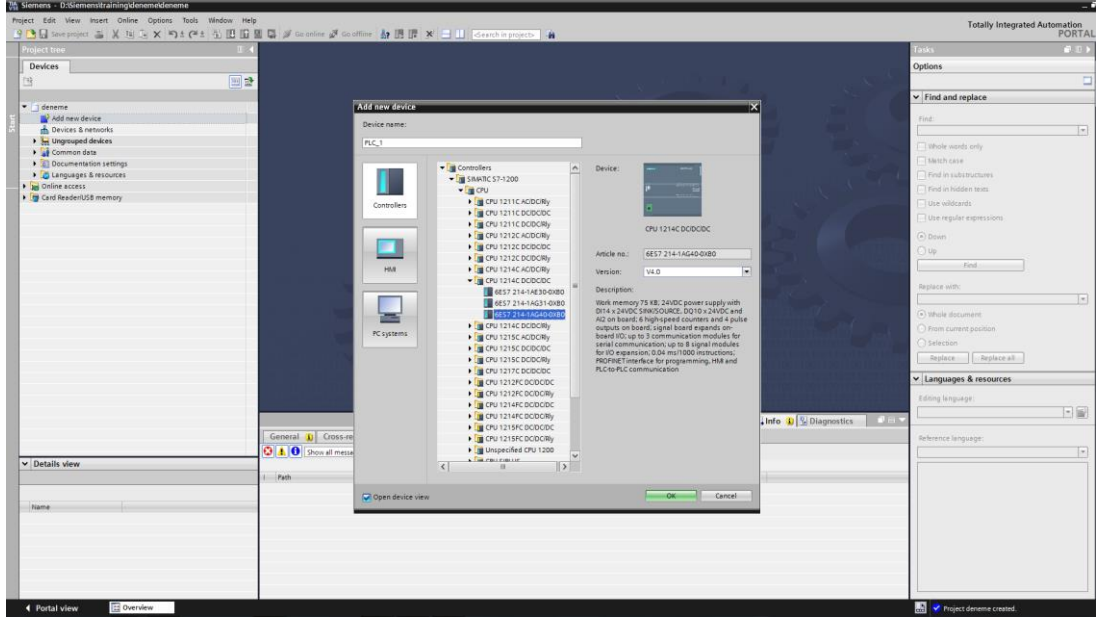 Siemens - D:\Siemens\training\deneme\deneme
Project Edit View Insert Online Options Tools Window Help
Save project
Go online Go offline
<Search in project>
Totally Integrated Automation
PORTAL
Project tree
Devices
Start
deneme
Add new device
Devices & networks
Ungrouped devices
Common data
Documentation settings
Languages & resources
Online access
Card Reader/USB memory
Details view
Name
Add new device
Device name:
PLC_1
Controllers
HMI
PC systems
Controllers
SIMATIC S7-1200
CPU
CPU 1211C AC/DC/Rly
CPU 1211C DC/DC/DC
CPU 1211C DC/DC/Rly
CPU 1212C AC/DC/Rly
CPU 1212C DC/DC/DC
CPU 1212C DC/DC/Rly
CPU 1214C AC/DC/Rly
CPU 1214C DC/DC/DC
6ES7 214-1AE30-0XB0
6ES7 214-1AG31-0XB0
6ES7 214-1AG40-0XB0
CPU 1214C DC/DC/Rly
CPU 1215C AC/DC/Rly
CPU 1215C DC/DC/DC
CPU 1215C DC/DC/Rly
CPU 1217C DC/DC/DC
CPU 1212FC DC/DC/DC
CPU 1212FC DC/DC/Rly
CPU 1214FC DC/DC/DC
CPU 1214FC DC/DC/Rly
CPU 1215FC DC/DC/DC
CPU 1215FC DC/DC/Rly
Unspecified CPU 1200
CPU SIPLUS
Device:
CPU 1214C DC/DC/DC
Article no.: 6ES7 214-1AG40-0XB0
Version: V4.0
Description:
Work memory 75 KB; 24VDC power supply with
DI14 x 24VDC SINK/SOURCE, DQ10 x 24VDC and
AI2 on board; 6 high-speed counters and 4 pulse
outputs on board; signal board expands on-
board I/O; up to 3 communication modules for
serial communication; up to 8 signal modules
for I/O expansion; 0.04 ms/1000 instructions;
PROFINET interface for programming, HMI and
PLC-to-PLC communication
Open device view
OK Cancel
Info Diagnostics
General Cross-re
Show all messa
! Path
Tasks
Options
Find and replace
Find:
Whole words only
Match case
Find in substructures
Find in hidden texts
Use wildcards
Use regular expressions
Down
Up
Find
Replace with:
Whole document
From current position
Selection
Replace Replace all
Languages & resources
Editing language:
Reference language:
Portal view Overview
Project deneme created.